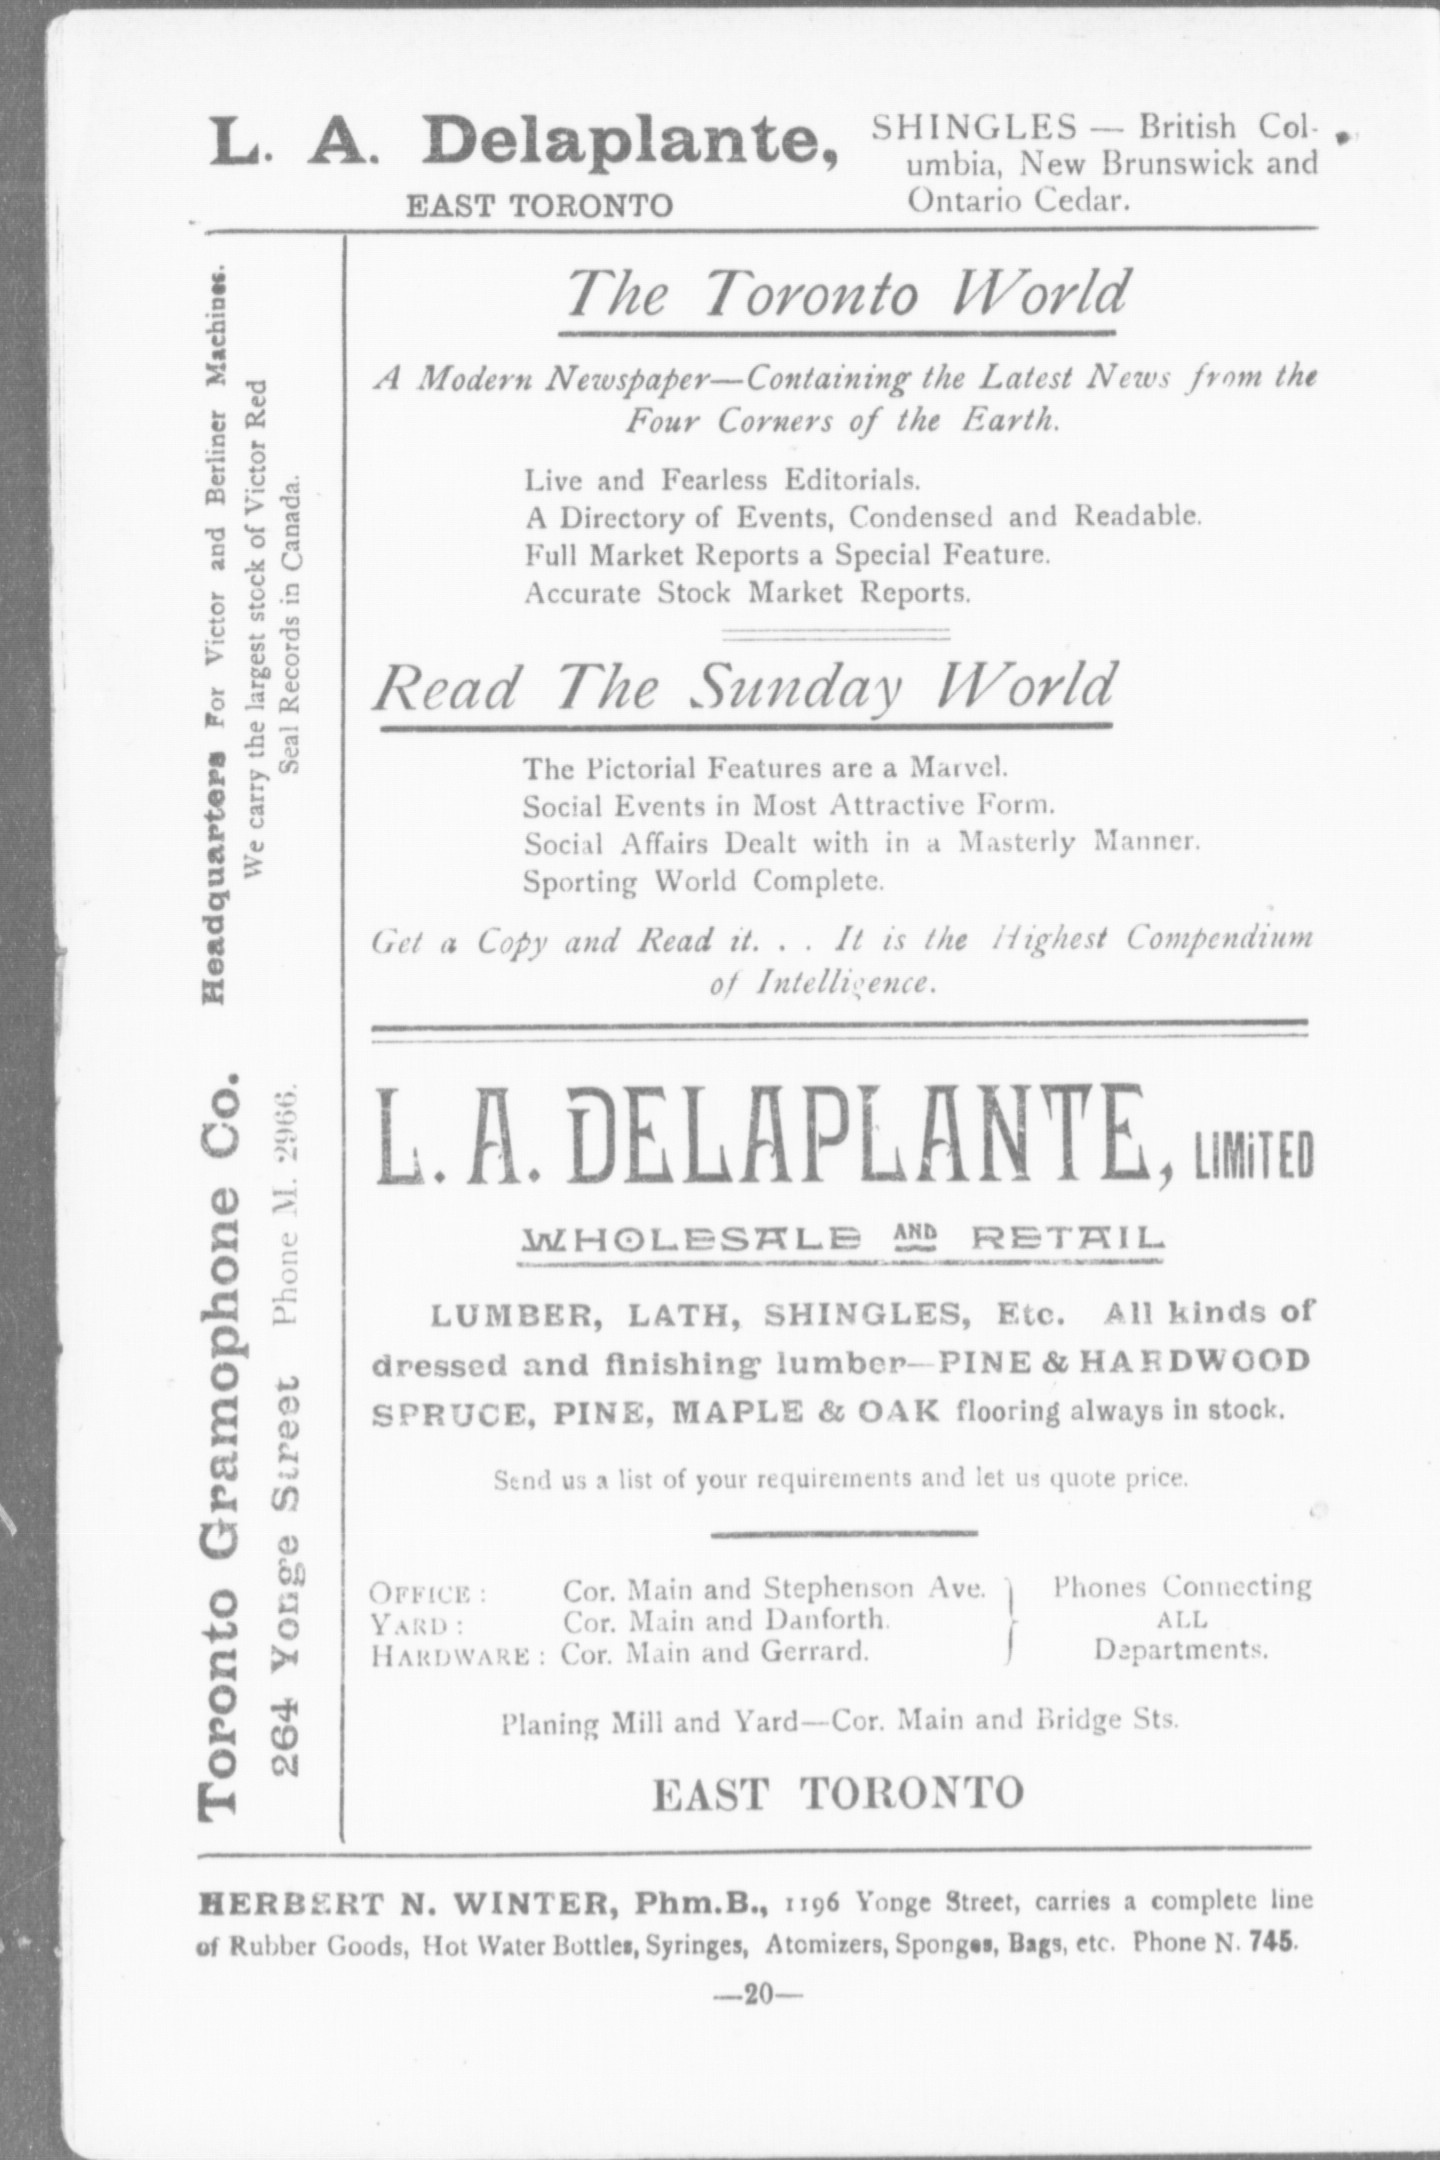 L. A. Delaplante,
EAST TORONTO
SHINGLES — British Col-
umbia, New Brunswick and
Ontario Cedar.
Toronto Gramophone Co. Headquarters For Victor and Berliner Machines.
We carry the largest stock of Victor Red
264 Yonge Street Phone M. 2966. Seal Records in Canada.
The Toronto World
A Modern Newspaper—Containing the Latest News from the
Four Corners of the Earth.
Live and Fearless Editorials.
A Directory of Events, Condensed and Readable.
Full Market Reports a Special Feature.
Accurate Stock Market Reports.
Read The Sunday World
The Pictorial Features are a Marvel.
Social Events in Most Attractive Form.
Social Affairs Dealt with in a Masterly Manner.
Sporting World Complete.
Get a Copy and Read it. . . It is the Highest Compendium
of Intelligence.
L. A. DELAPLANTE, LIMITED
WHOLESALE AND RETAIL
LUMBER, LATH, SHINGLES, Etc. All kinds of
dressed and finishing lumber—PINE & HARDWOOD
SPRUCE, PINE, MAPLE & OAK flooring always in stock.
Send us a list of your requirements and let us quote price.
OFFICE : Cor. Main and Stephenson Ave.
YARD : Cor. Main and Danforth.
HARDWARE : Cor. Main and Gerrard.
Phones Connecting
ALL
Departments.
Planing Mill and Yard—Cor. Main and Bridge Sts.
EAST TORONTO
HERBERT N. WINTER, Phm.B., 1196 Yonge Street, carries a complete line
of Rubber Goods, Hot Water Bottles, Syringes, Atomizers, Sponges, Bags, etc. Phone N. 745.
—20—